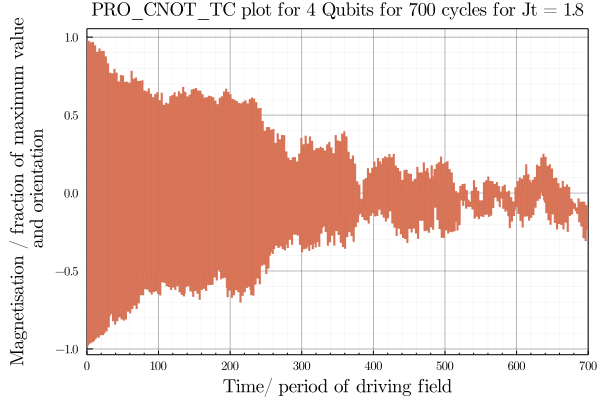 PRO_CNOT_TC plot for 4 Qubits for 700 cycles for Jt = 1.8
Magnetisation / fraction of maximum value
and orientation
1.0
0.5
0.0
−0.5
−1.0
0 100 200 300 400 500 600 700
Time/ period of driving field